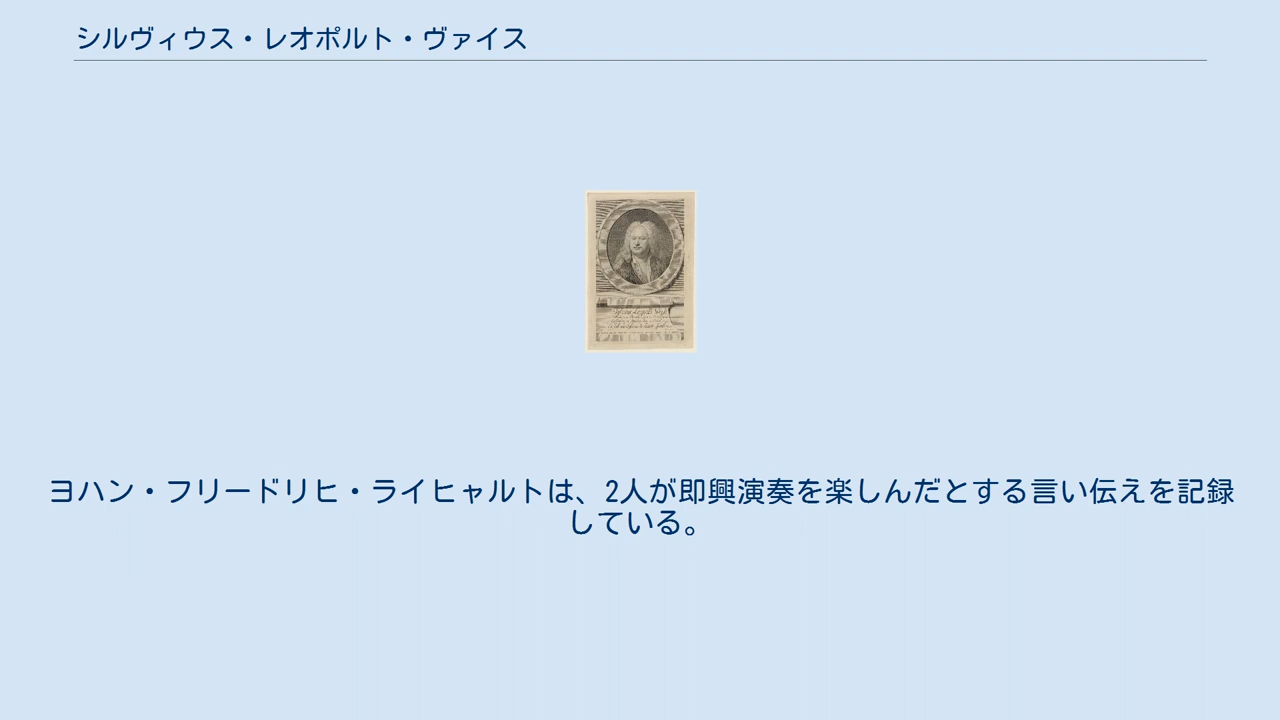 シルヴィウス・レオポルト・ヴァイス
ヨハン・フリードリヒ・ライヒャルトは、2人が即興演奏を楽しんだとする言い伝えを記録
している。